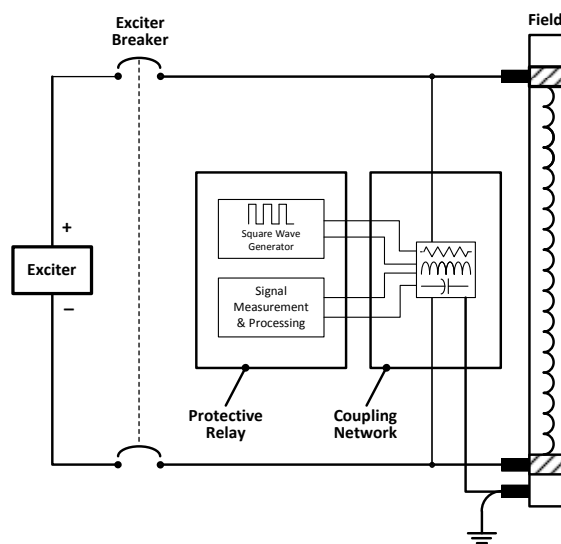 Exciter
Breaker
Field
+
Exciter
–
Square Wave
Generator
Signal
Measurement
& Processing
Protective
Relay
Coupling
Network